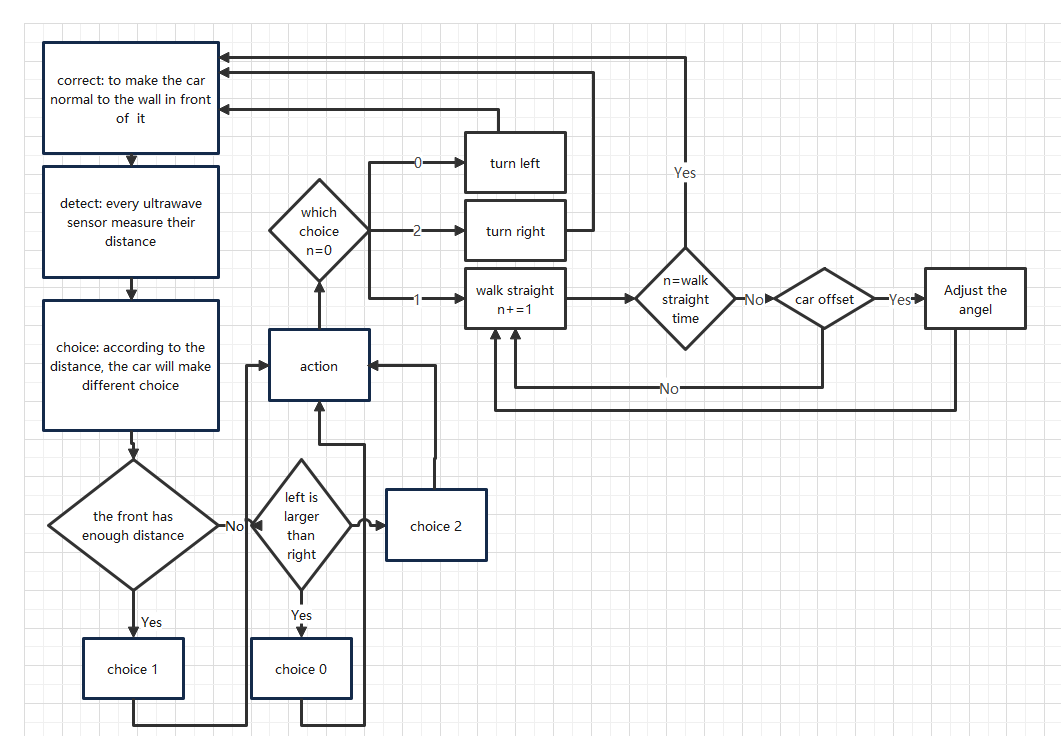 correct: to make the car
normal to the wall in front
of it
detect: every ultrawave
sensor measure their
distance
choice: according to the
distance, the car will make
different choice
the front has
enough distance
No
Yes
choice 1
left is
larger
than
right
Yes
choice 0
choice 2
action
which
choice
n=0
0
2
1
turn left
turn right
walk straight
n+=1
n=walk
straight
time
Yes
No
car offset
Yes
No
Adjust the
angel